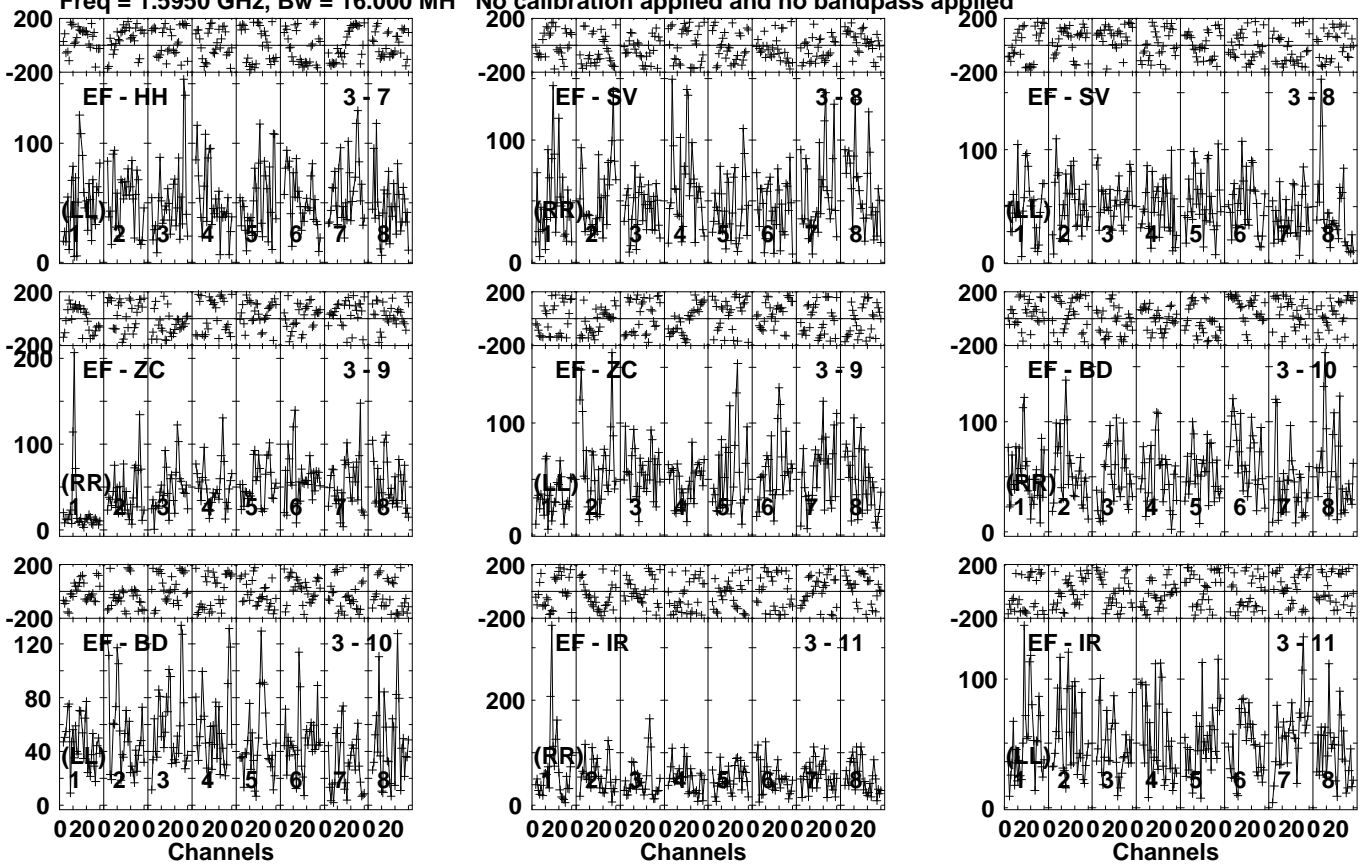 Freq = 1.5950 GHz, Bw = 16.000 MH No calibration applied and no bandpass applied
200 200 200
-200 -200 -200
EF - HH 3 - 7 EF - SV 3 - 8 EF - SV 3 - 8
100 100 100
(LL) (RR) (LL)
1 2 3 4 5 6 7 8 1 2 3 4 5 6 7 8 1 2 3 4 5 6 7 8
0 0 0
200 200 200
-200 -200 -200
200
EF - ZC 3 - 9 EF - ZC 3 - 9 EF - BD 3 - 10
100 100 100
(RR) (LL) (RR)
1 2 3 4 5 6 7 8 1 2 3 4 5 6 7 8 1 2 3 4 5 6 7 8
0 0 0
200 200 200
-200 -200 -200
EF - BD 3 - 10 EF - IR 3 - 11 EF - IR 3 - 11
120
80 200 100
40
(LL) (RR) (LL)
1 2 3 4 5 6 7 8 1 2 3 4 5 6 7 8 1 2 3 4 5 6 7 8
0 0 0
0 20 0 20 0 20 0 20 0 20 0 20 0 20 0 20 0 20 0 20 0 20 0 20 0 20 0 20 0 20 0 20 0 20 0 20 0 20 0 20 0 20 0 20 0 20 0 20
Channels Channels Channels